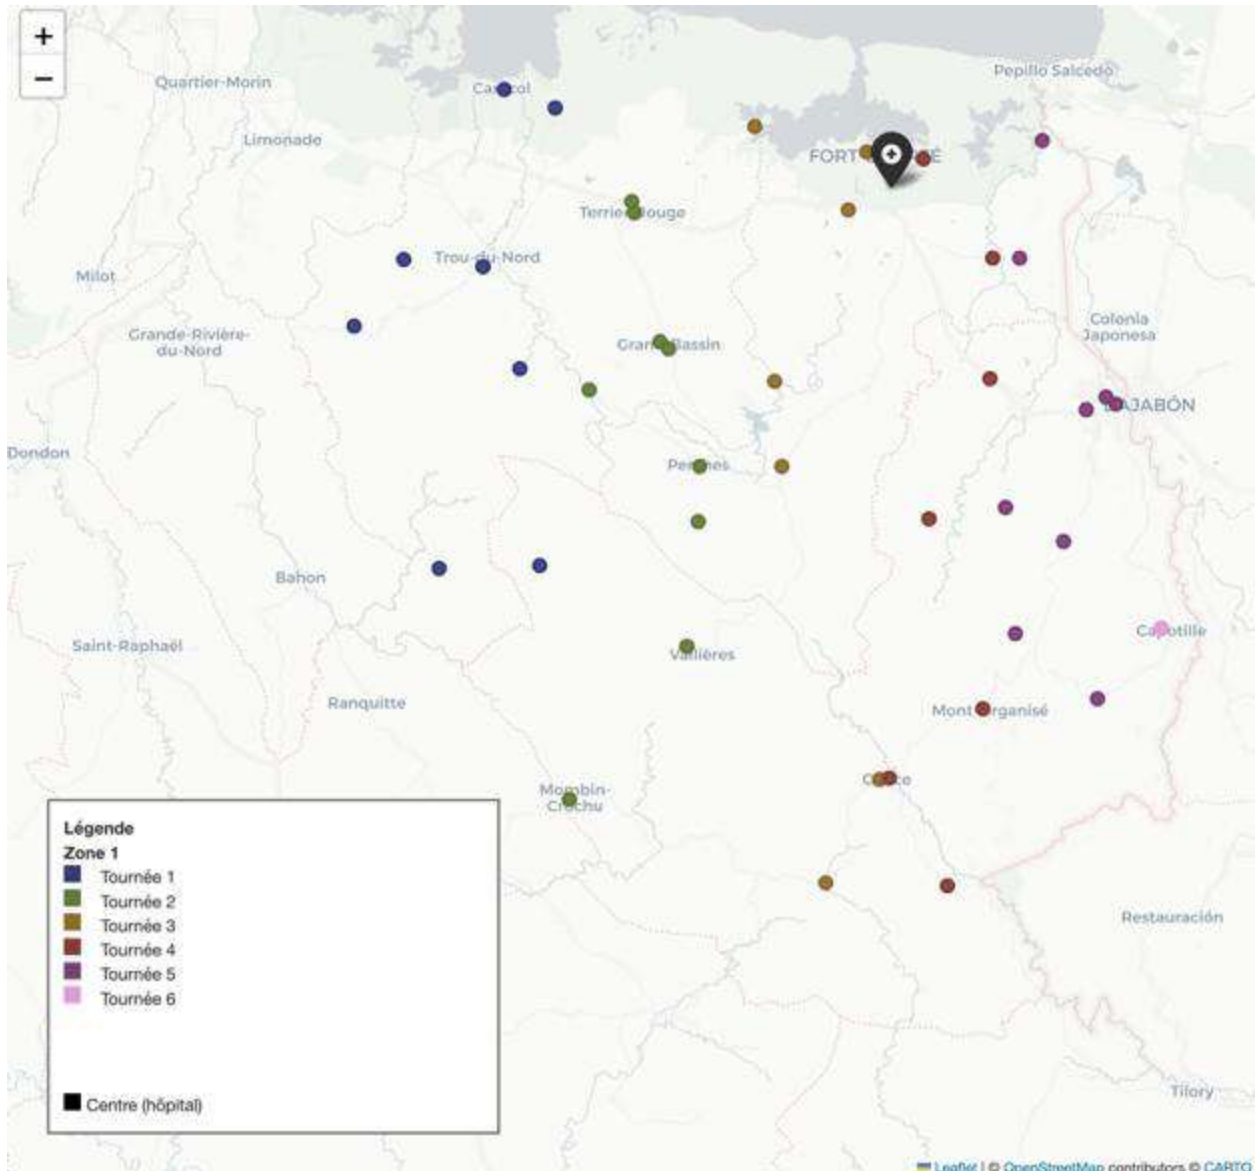 +
−
Quartier-Morin
Limonade
Pepillo Salcedo
Milot
Trou-du-Nord
Grande-Rivière-
du-Nord
Colonia
Japonesa
Dondon
Bahon
Saint-Raphaël
Vallières
Ranquitte
Mombin-
Crochu
Restauración
Tilory
Légende
Zone 1
Tournée 1
Tournée 2
Tournée 3
Tournée 4
Tournée 5
Tournée 6
Centre (hôpital)
Leaflet | © OpenStreetMap contributors © CARTO